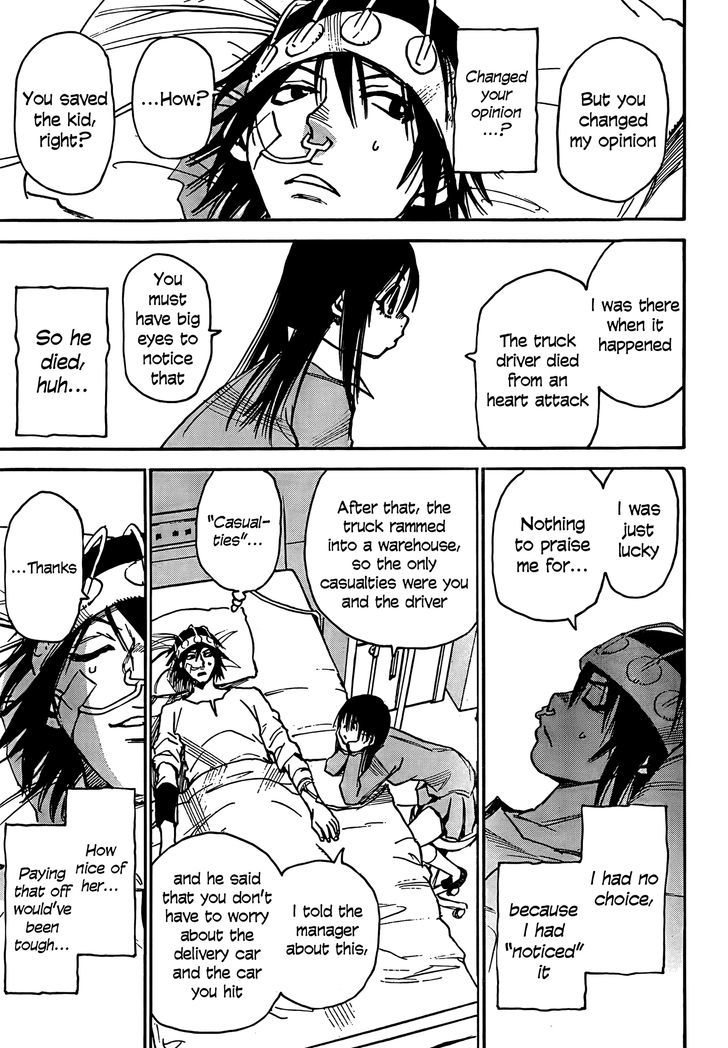 But you
changed
my opinion
Changed
your
opinion
...?
...How?
You saved
the kid,
right?
I was there
when it
happened
The truck
driver died
from an
heart attack
You
must
have big
eyes to
notice
that
So he
died,
huh...
I was
just
lucky
Nothing
to praise
me for...
I had no
choice,
because
I had
"noticed"
it
After that, the
truck rammed
into a warehouse,
so the only
casualties were you
and the driver
"Casual-
ties"...
I told the
manager
about this,
and he said
that you don't
have to worry
about the
delivery car
and the car
you hit
...Thanks
How
nice of
her...
Paying
that off
would've
been
tough...